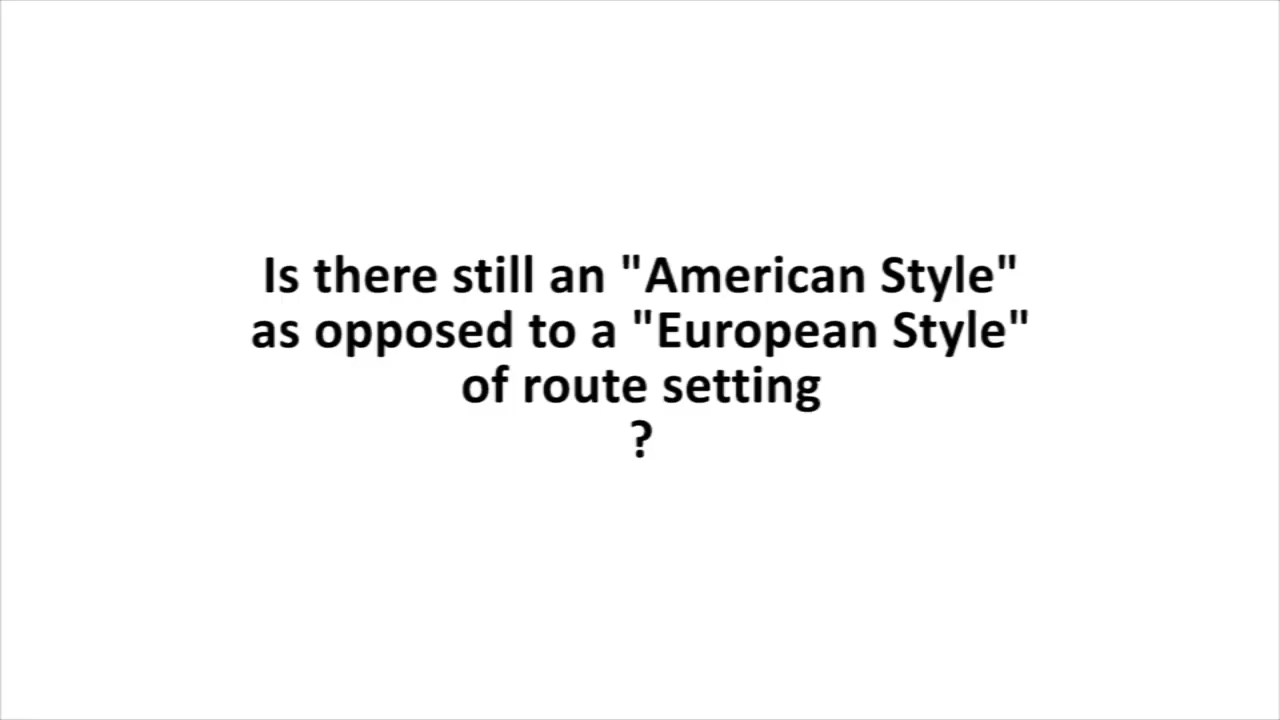 Is there still an "American Style"
as opposed to a "European Style"
of route setting
?